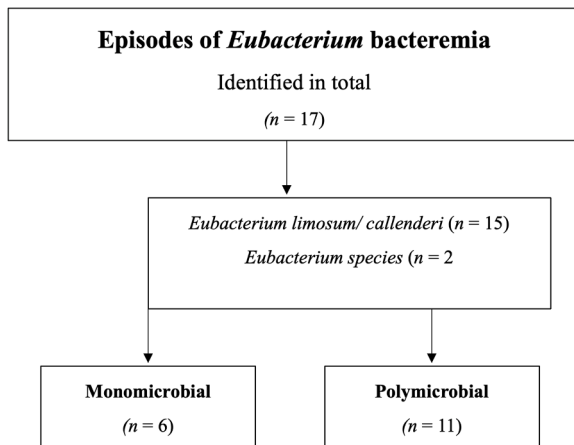 Episodes of Eubacterium bacteremia
Identified in total
(n = 17)
Eubacterium limosum/ callenderi (n = 15)
Eubacterium species (n = 2
Monomicrobial
(n = 6)
Polymicrobial
(n = 11)